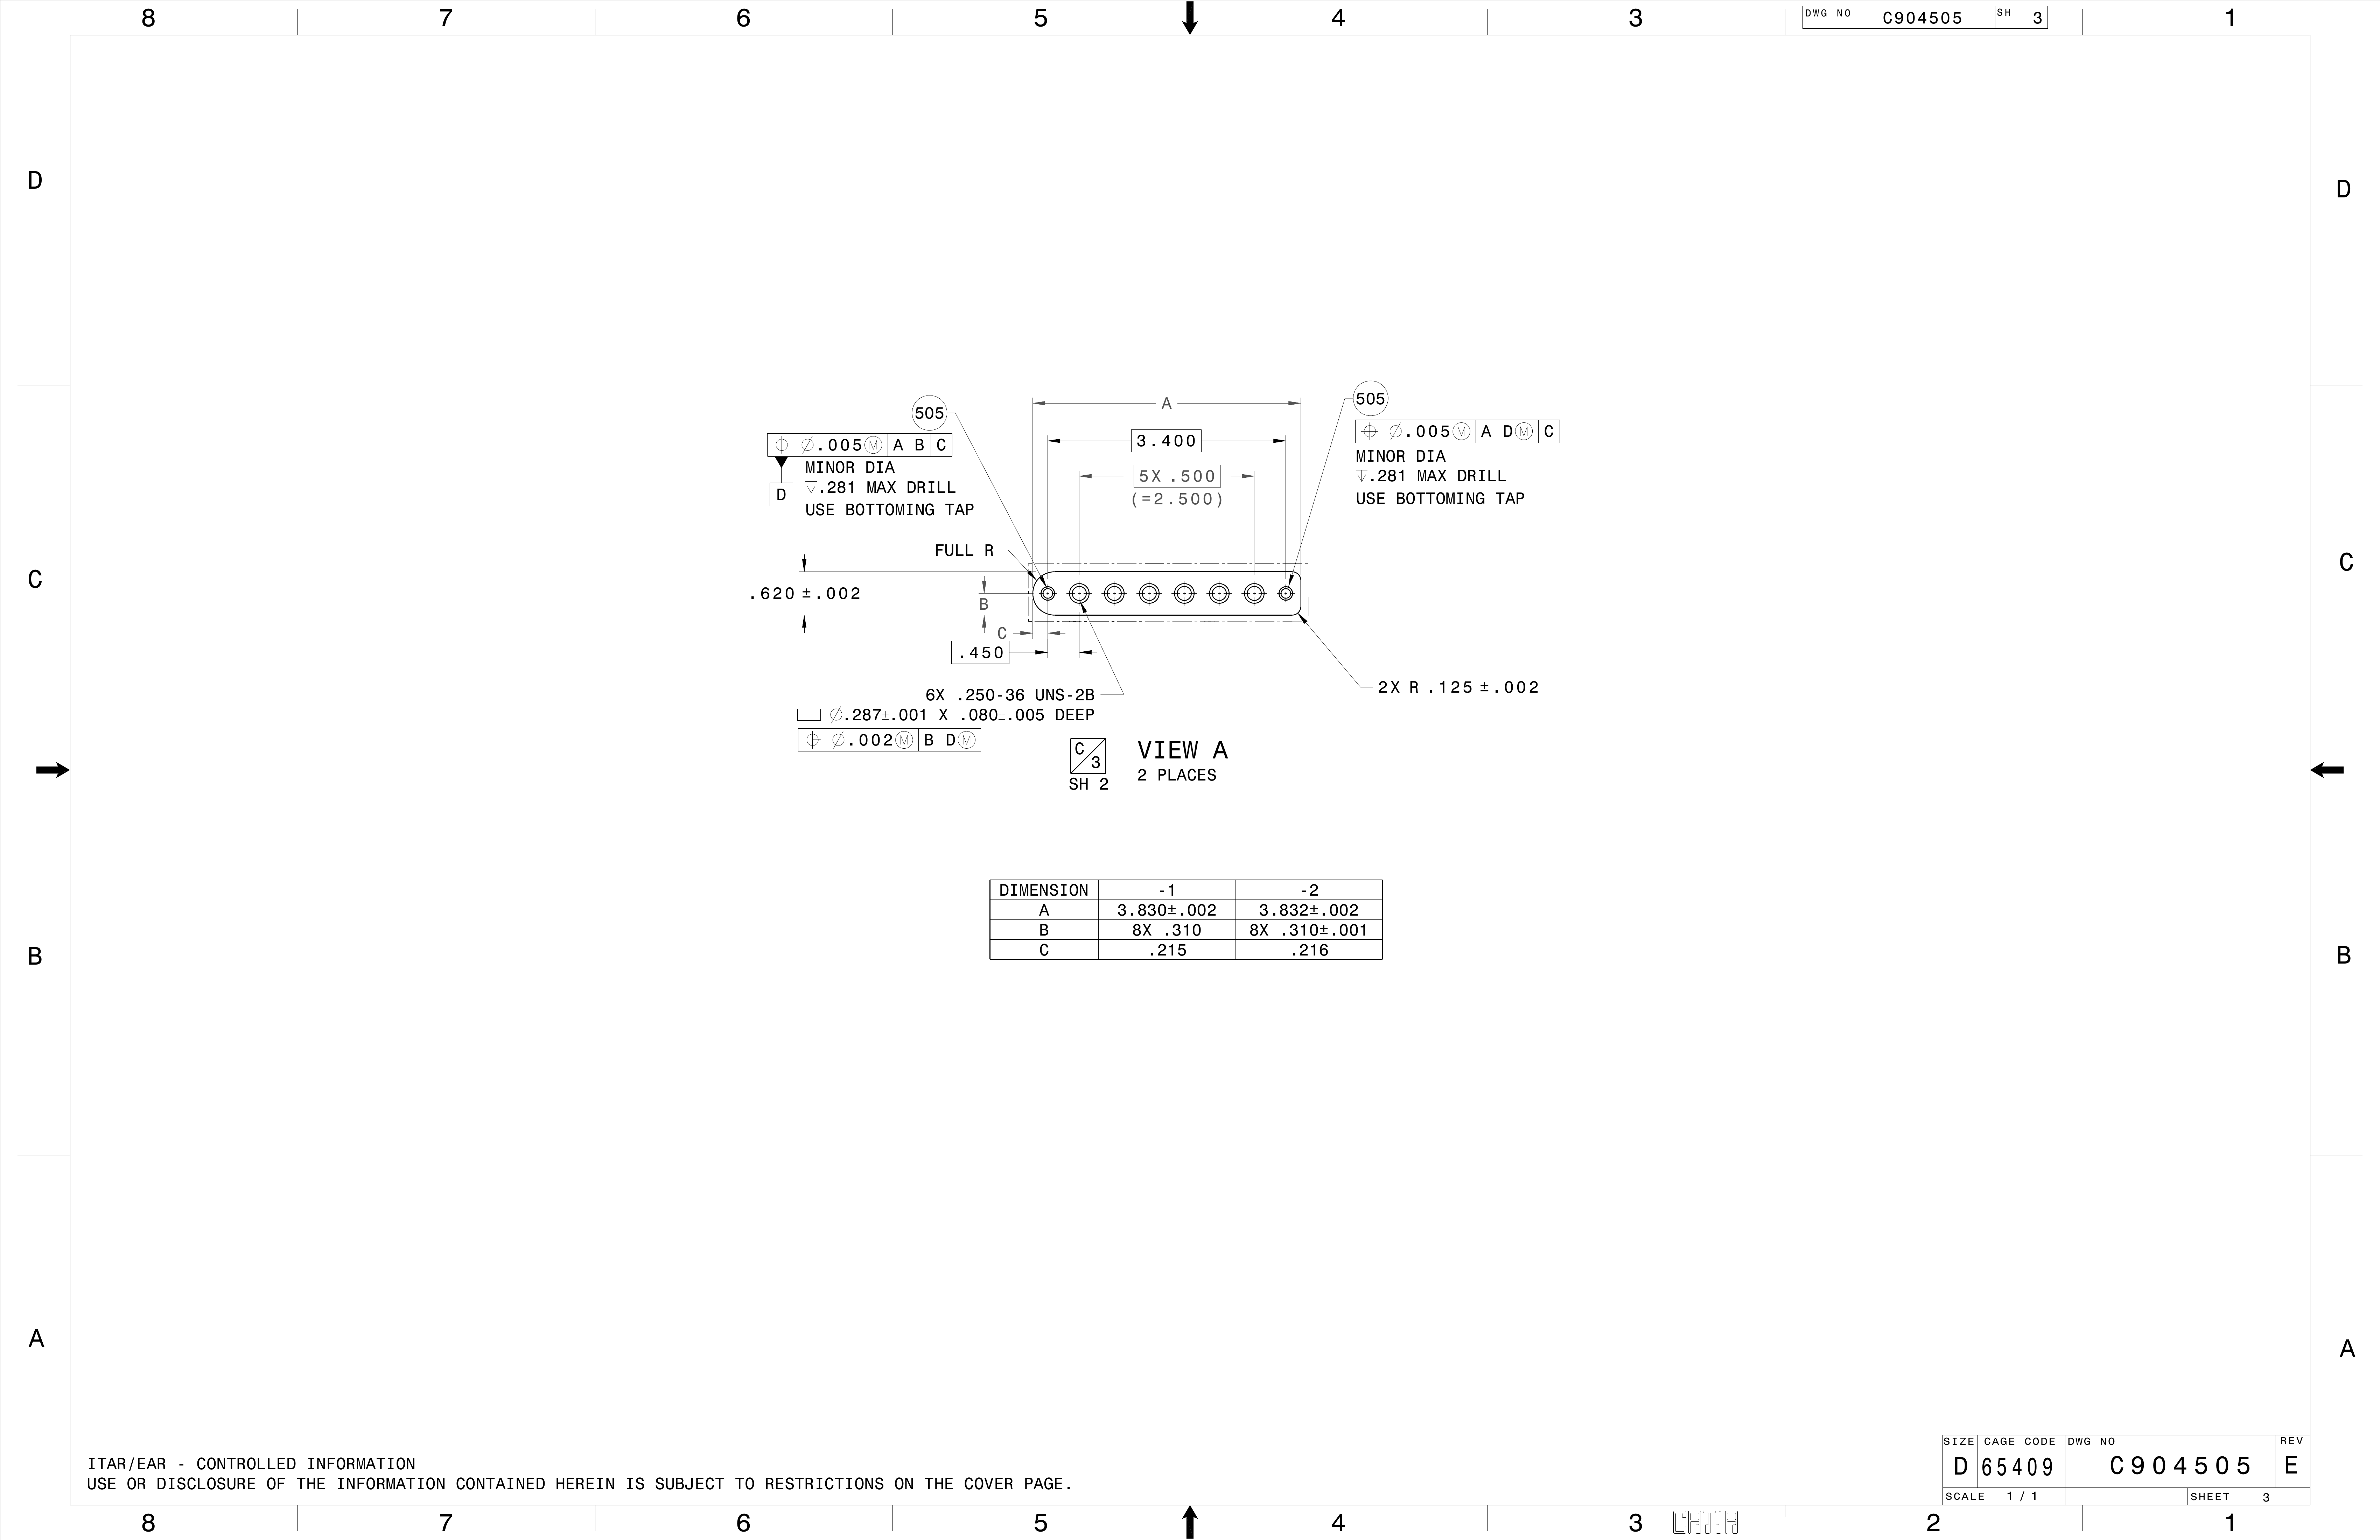 8 7 6 5 4 3 1
DWG NO C904505 SH 3
D D
505
⌖ ⌀.005Ⓜ A B C
D
MINOR DIA
↧.281 MAX DRILL
USE BOTTOMING TAP
A
3.400
5X .500
(=2.500)
505
⌖ ⌀.005Ⓜ A DⓂ C
MINOR DIA
↧.281 MAX DRILL
USE BOTTOMING TAP
FULL R
C C
.620 ±.002
B
C
.450
6X .250-36 UNS-2B
⌴ ⌀.287±.001 X .080±.005 DEEP
⌖ ⌀.002Ⓜ B DⓂ
2X R .125 ±.002
C/3
SH 2
VIEW A
2 PLACES
DIMENSION -1 -2
A 3.830±.002 3.832±.002
B 8X .310 8X .310±.001
C .215 .216
B B
A A
ITAR/EAR - CONTROLLED INFORMATION
USE OR DISCLOSURE OF THE INFORMATION CONTAINED HEREIN IS SUBJECT TO RESTRICTIONS ON THE COVER PAGE.
SIZE CAGE CODE DWG NO REV
D 65409 C904505 E
SCALE 1 / 1 SHEET 3
8 7 6 5 4 3 CATIA 2 1